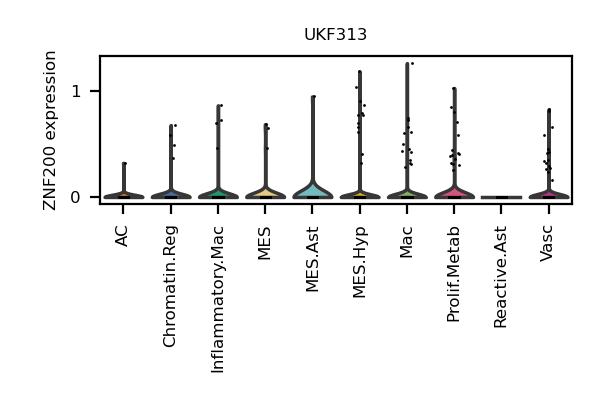 UKF313
ZNF200 expression
1
0
AC
Chromatin.Reg
Inflammatory.Mac
MES
MES.Ast
MES.Hyp
Mac
Prolif.Metab
Reactive.Ast
Vasc